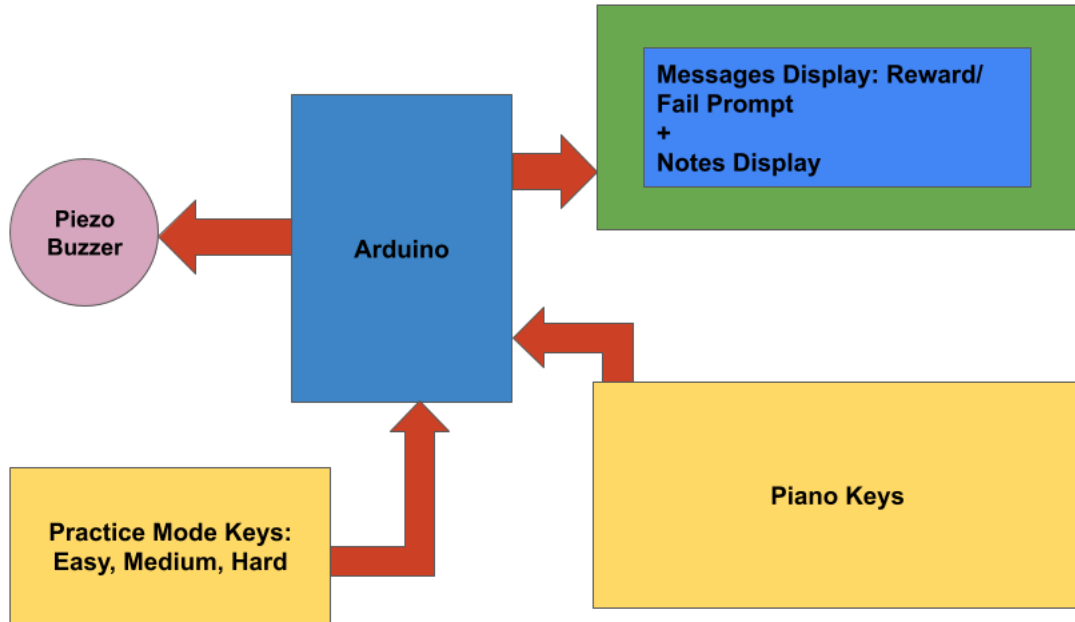 Messages Display: Reward/
Fail Prompt
+
Notes Display
Piezo
Buzzer
Arduino
Piano Keys
Practice Mode Keys:
Easy, Medium, Hard